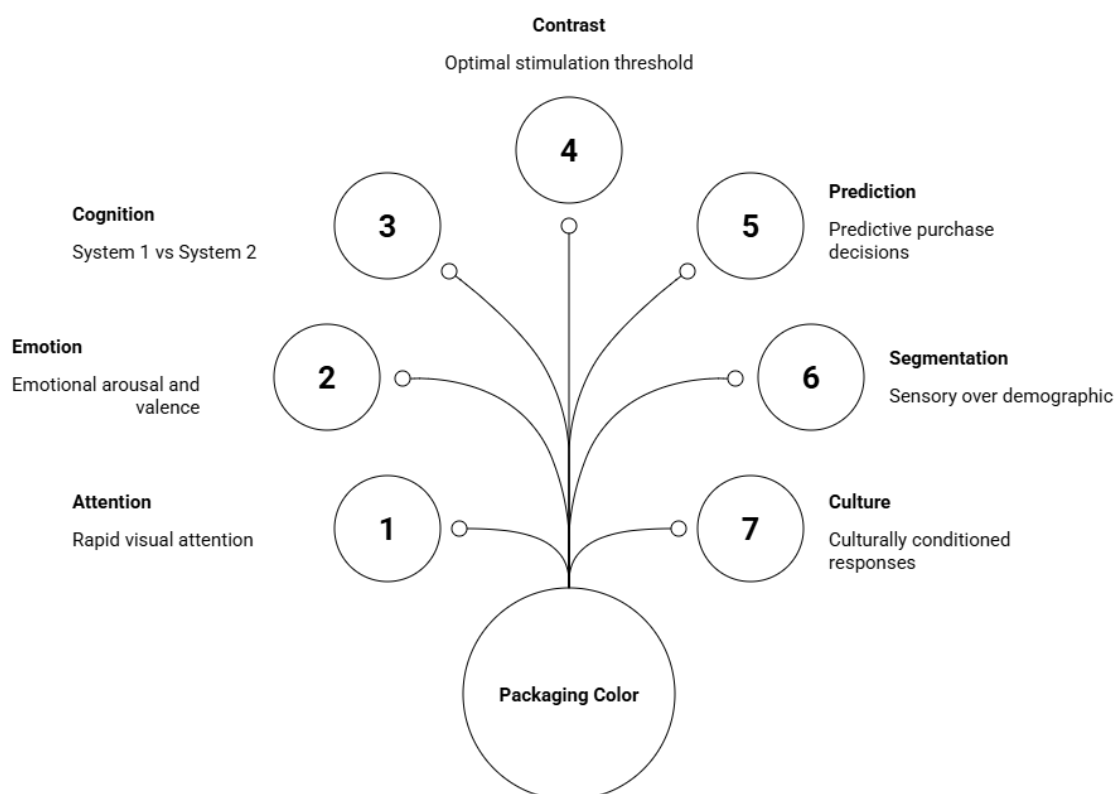 Contrast
Optimal stimulation threshold
4
Cognition
System 1 vs System 2
3
5
Prediction
Predictive purchase
decisions
Emotion
Emotional arousal and
valence
2
6
Segmentation
Sensory over demographic
Attention
Rapid visual attention
1
7
Culture
Culturally conditioned
responses
Packaging Color